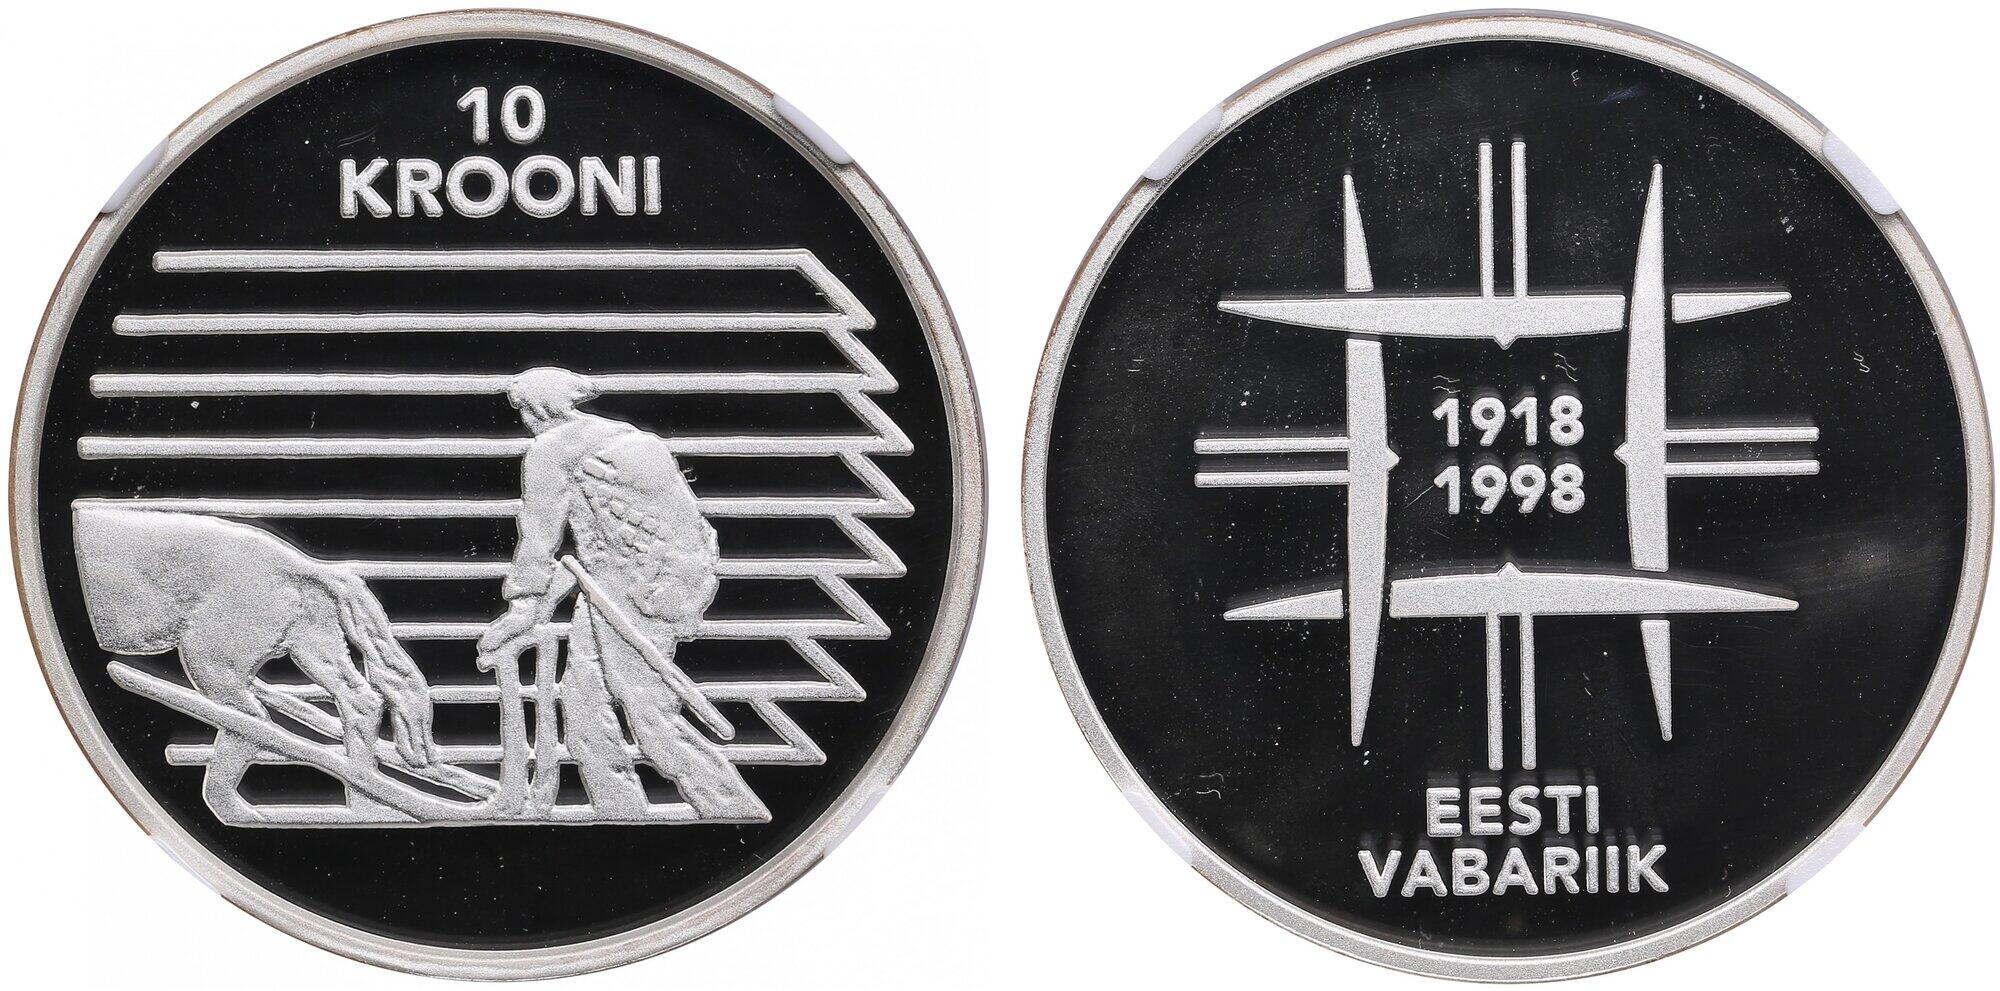 10
KROONI
1918
1998
EESTI
VABARIIK